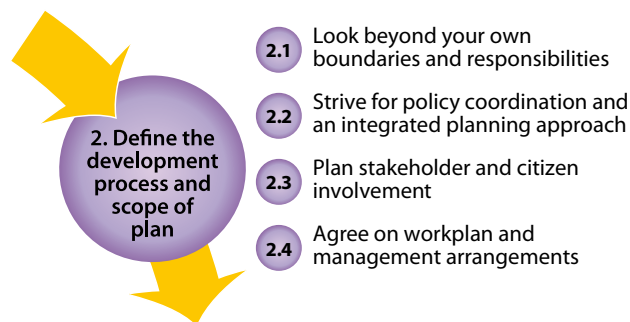 2. Define the
development
process and
scope of
plan
2.1 Look beyond your own
boundaries and responsibilities
2.2 Strive for policy coordination and
an integrated planning approach
2.3 Plan stakeholder and citizen
involvement
2.4 Agree on workplan and
management arrangements